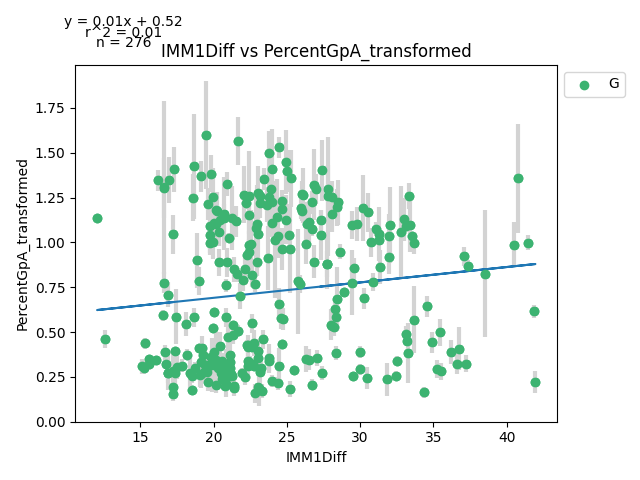 y = 0.01x + 0.52
r^2 = 0.01
n = 276
IMM1Diff vs PercentGpA_transformed
G
PercentGpA_transformed
1.75
1.50
1.25
1.00
0.75
0.50
0.25
0.00
15 20 25 30 35 40
IMM1Diff